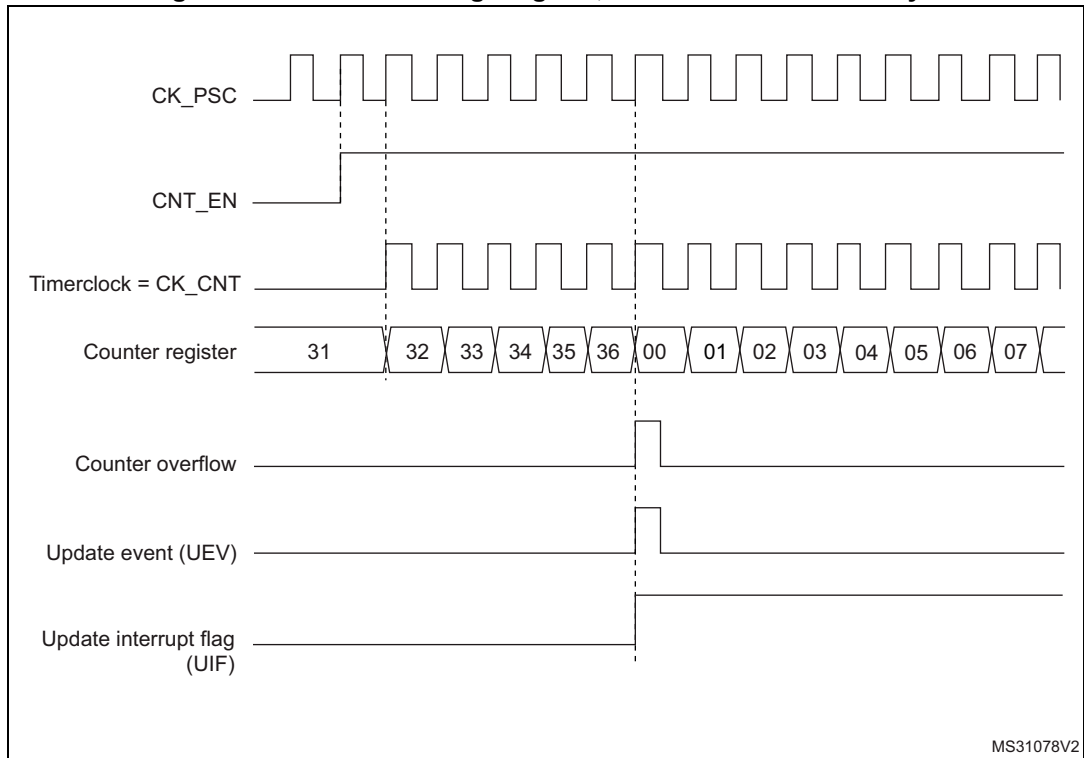 CK_PSC
CNT_EN
Timerclock = CK_CNT
Counter register 31 32 33 34 35 36 00 01 02 03 04 05 06 07
Counter overflow
Update event (UEV)
Update interrupt flag
(UIF)
MS31078V2